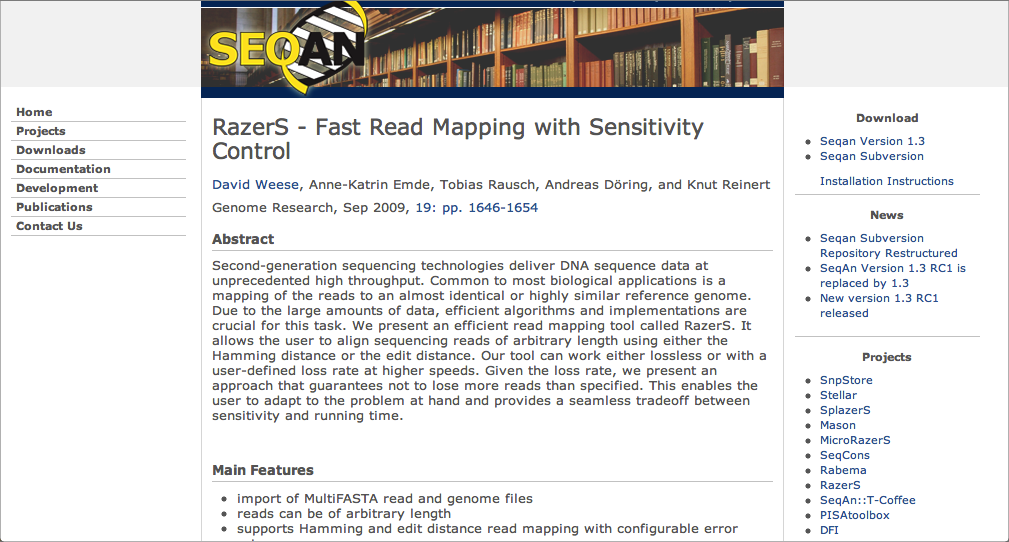 SEQAN
Home
Projects
Downloads
Documentation
Development
Publications
Contact Us
RazerS - Fast Read Mapping with Sensitivity
Control
David Weese, Anne-Katrin Emde, Tobias Rausch, Andreas Döring, and Knut Reinert
Genome Research, Sep 2009, 19: pp. 1646-1654
Abstract
Second-generation sequencing technologies deliver DNA sequence data at
unprecedented high throughput. Common to most biological applications is a
mapping of the reads to an almost identical or highly similar reference genome.
Due to the large amounts of data, efficient algorithms and implementations are
crucial for this task. We present an efficient read mapping tool called RazerS. It
allows the user to align sequencing reads of arbitrary length using either the
Hamming distance or the edit distance. Our tool can work either lossless or with a
user-defined loss rate at higher speeds. Given the loss rate, we present an
approach that guarantees not to lose more reads than specified. This enables the
user to adapt to the problem at hand and provides a seamless tradeoff between
sensitivity and running time.
Main Features
import of MultiFASTA read and genome files
reads can be of arbitrary length
supports Hamming and edit distance read mapping with configurable error
Download
Seqan Version 1.3
Seqan Subversion
Installation Instructions
News
Seqan Subversion
Repository Restructured
SeqAn Version 1.3 RC1 is
replaced by 1.3
New version 1.3 RC1
released
Projects
SnpStore
Stellar
SplazerS
Mason
MicroRazerS
SeqCons
Rabema
RazerS
SeqAn::T-Coffee
PISAtoolbox
DFI